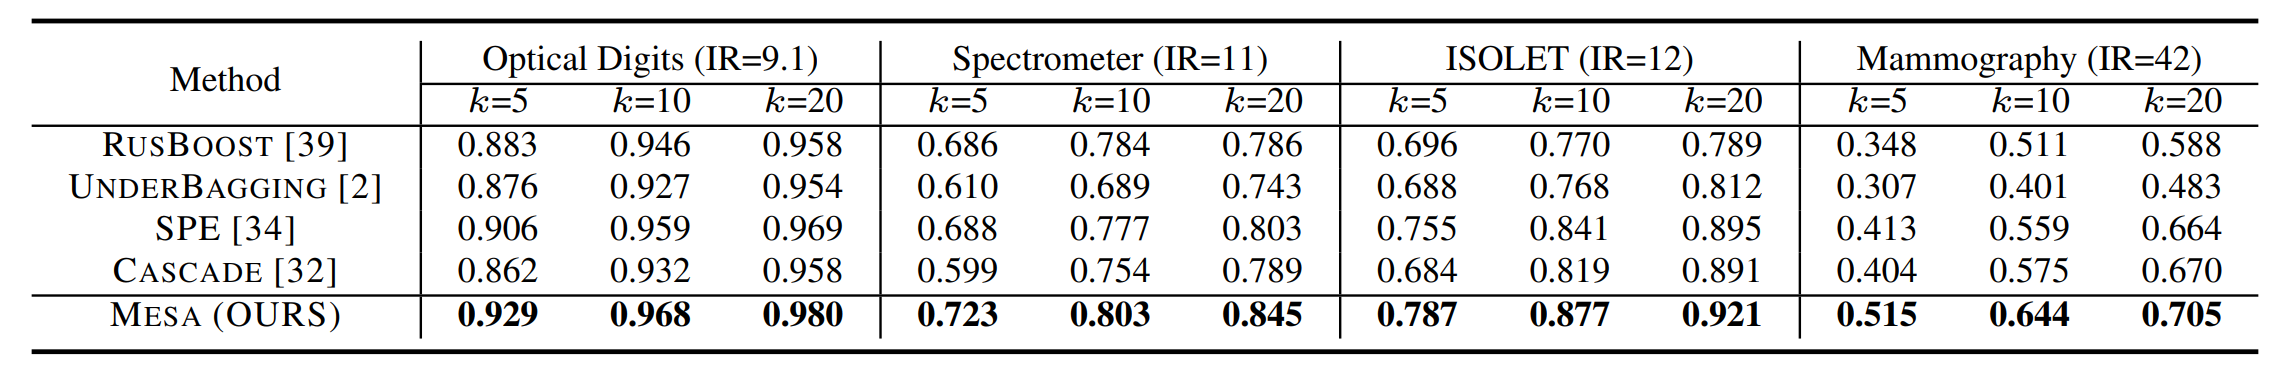 Method Optical Digits (IR=9.1) Spectrometer (IR=11) ISOLET (IR=12) Mammography (IR=42)
k=5 k=10 k=20 k=5 k=10 k=20 k=5 k=10 k=20 k=5 k=10 k=20
RUSBOOST [39] 0.883 0.946 0.958 0.686 0.784 0.786 0.696 0.770 0.789 0.348 0.511 0.588
UNDERBAGGING [2] 0.876 0.927 0.954 0.610 0.689 0.743 0.688 0.768 0.812 0.307 0.401 0.483
SPE [34] 0.906 0.959 0.969 0.688 0.777 0.803 0.755 0.841 0.895 0.413 0.559 0.664
CASCADE [32] 0.862 0.932 0.958 0.599 0.754 0.789 0.684 0.819 0.891 0.404 0.575 0.670
MESA (OURS) 0.929 0.968 0.980 0.723 0.803 0.845 0.787 0.877 0.921 0.515 0.644 0.705